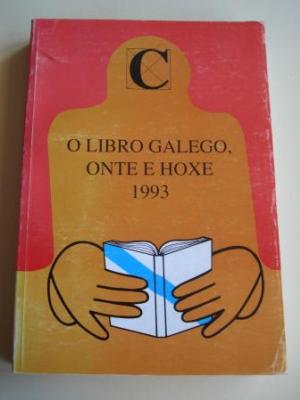 C
O LIBRO GALEGO,
ONTE E HOXE
1993